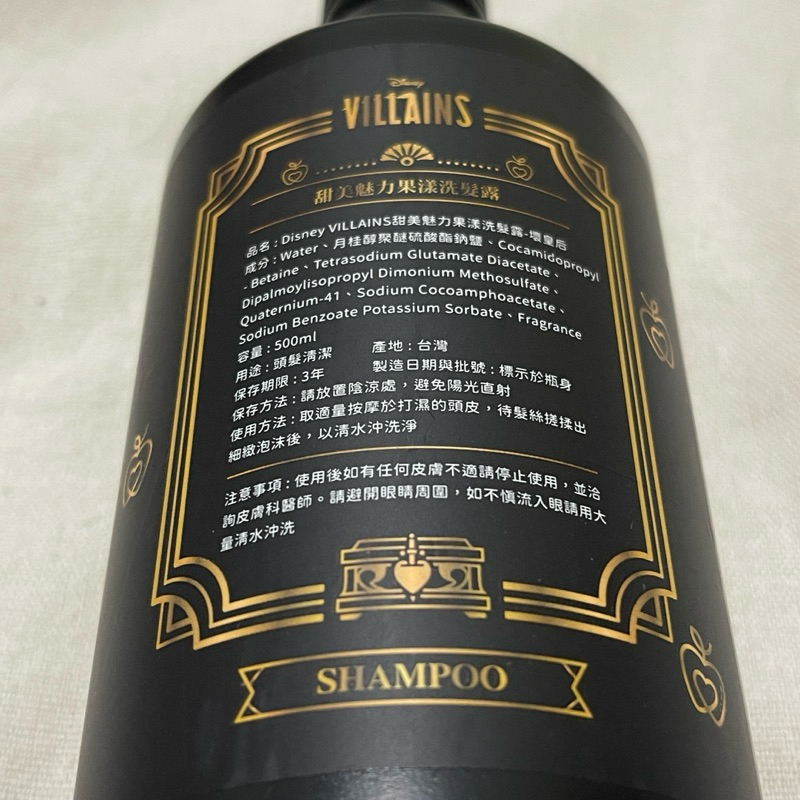 Disney
VILLAINS
甜美魅力果漾洗髮露
品名：Disney VILLAINS甜美魅力果漾洗髮露-壞皇后
成分：Water、月桂醇聚醚硫酸酯鈉鹽、Cocamidopropyl
Betaine、Tetrasodium Glutamate Diacetate、
Dipalmoylisopropyl Dimonium Methosulfate、
Quaternium-41、Sodium Cocoamphoacetate、
Sodium Benzoate Potassium Sorbate、Fragrance
容量：500ml
用途：頭髮清潔 產地：台灣
保存期限：3年 製造日期與批號：標示於瓶身
保存方法：請放置陰涼處，避免陽光直射
使用方法：取適量按摩於打濕的頭皮，待髮絲搓揉出
細緻泡沫後，以清水沖洗淨
注意事項：使用後如有任何皮膚不適請停止使用，並洽
詢皮膚科醫師。請避開眼睛周圍，如不慎流入眼請用大
量清水沖洗
SHAMPOO